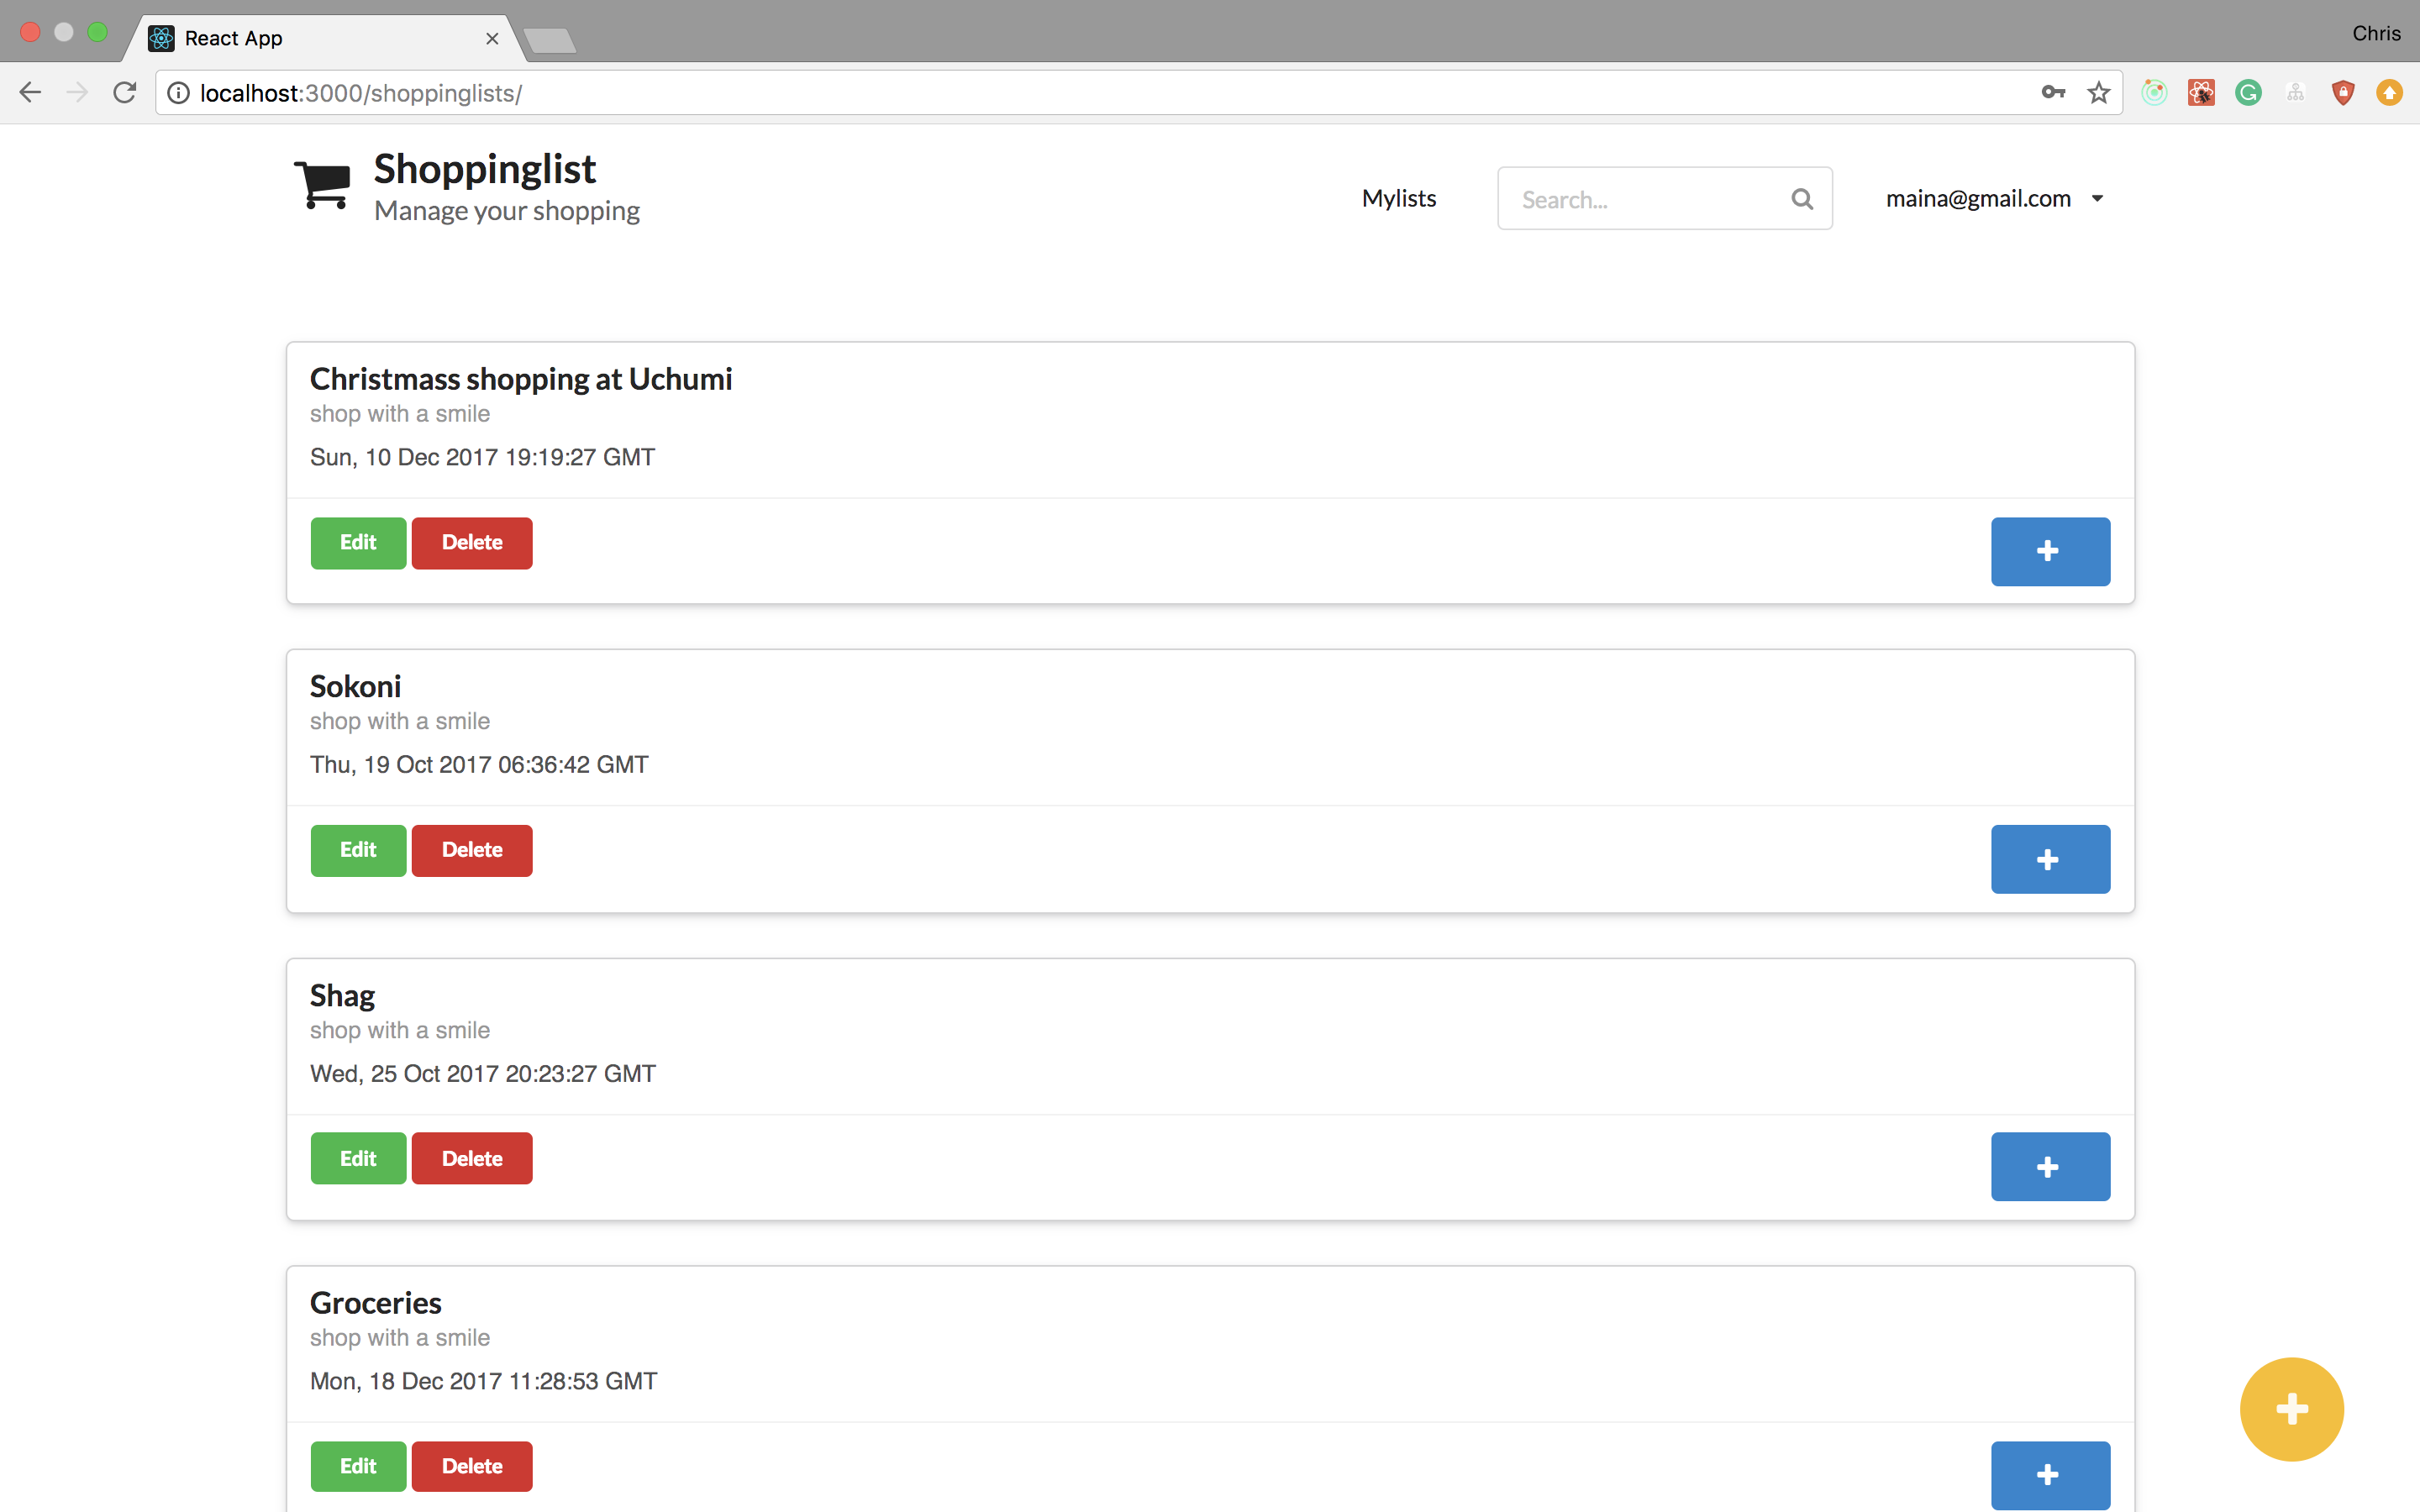 React App
Chris
localhost:3000/shoppinglists/
Shoppinglist
Manage your shopping
Mylists
Search...
maina@gmail.com
Christmass shopping at Uchumi
shop with a smile
Sun, 10 Dec 2017 19:19:27 GMT
Edit Delete
Sokoni
shop with a smile
Thu, 19 Oct 2017 06:36:42 GMT
Edit Delete
Shag
shop with a smile
Wed, 25 Oct 2017 20:23:27 GMT
Edit Delete
Groceries
shop with a smile
Mon, 18 Dec 2017 11:28:53 GMT
Edit Delete